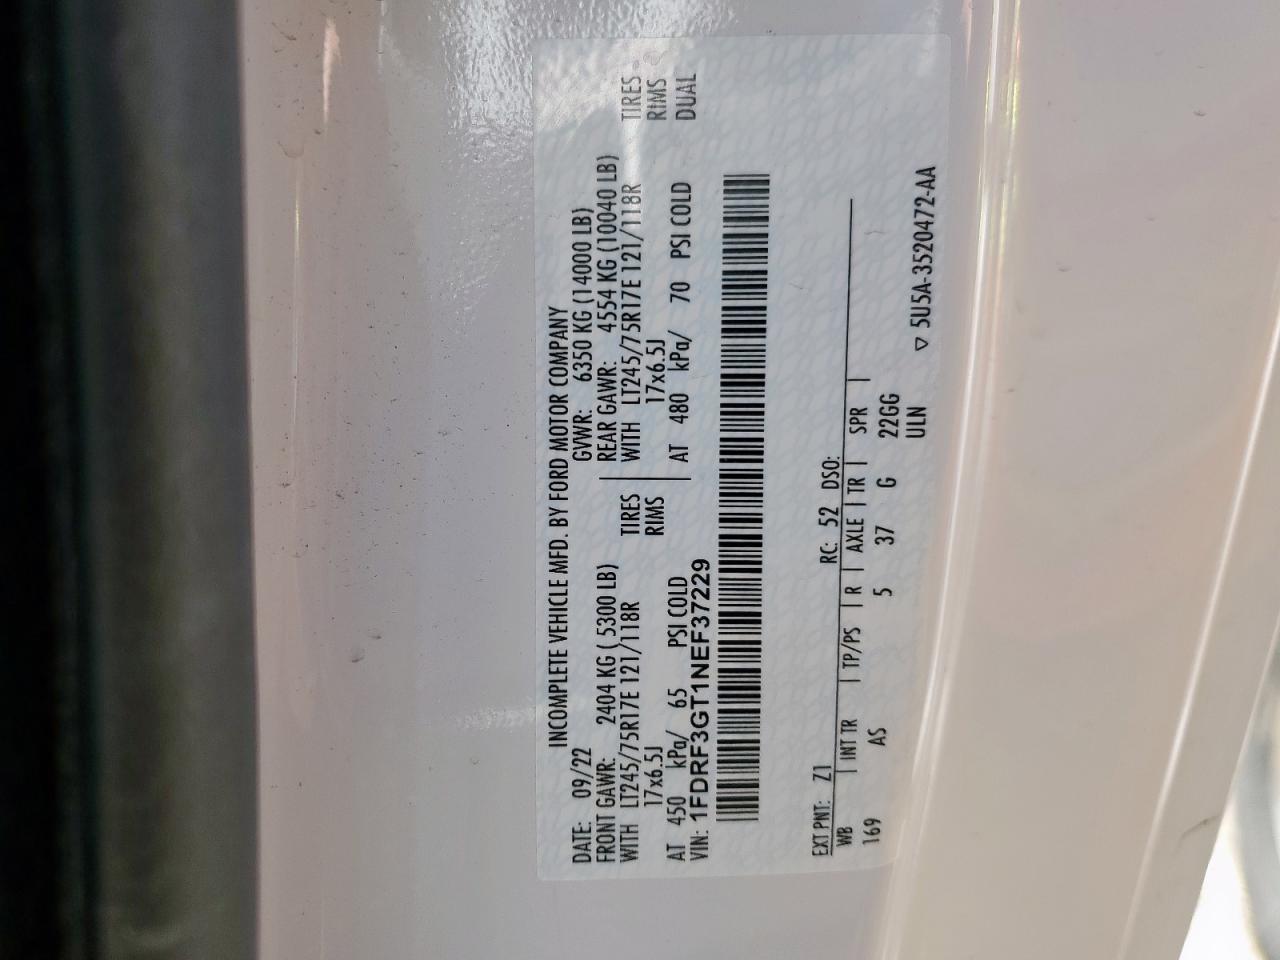 INCOMPLETE VEHICLE MFD. BY FORD MOTOR COMPANY
DATE: 09/22 GVWR: 6350 KG (14000 LB)
FRONT GAWR: 2404 KG ( 5300 LB) REAR GAWR: 4554 KG (10040 LB)
WITH LT245/75R17E 121/118R TIRES WITH LT245/75R17E 121/118R TIRES
17x6.5J RIMS 17x6.5J RIMS
AT 450 kPa/ 65 PSI COLD AT 480 kPa/ 70 PSI COLD DUAL
VIN: 1FDRF3GT1NEF37229
EXT PNT: Z1 RC: 52 DSO:
WB | INT TR | TP/PS | R | AXLE | TR | SPR |
169 AS 5 37 G 22GG
ULN
▽ 5U5A-3520472-AA